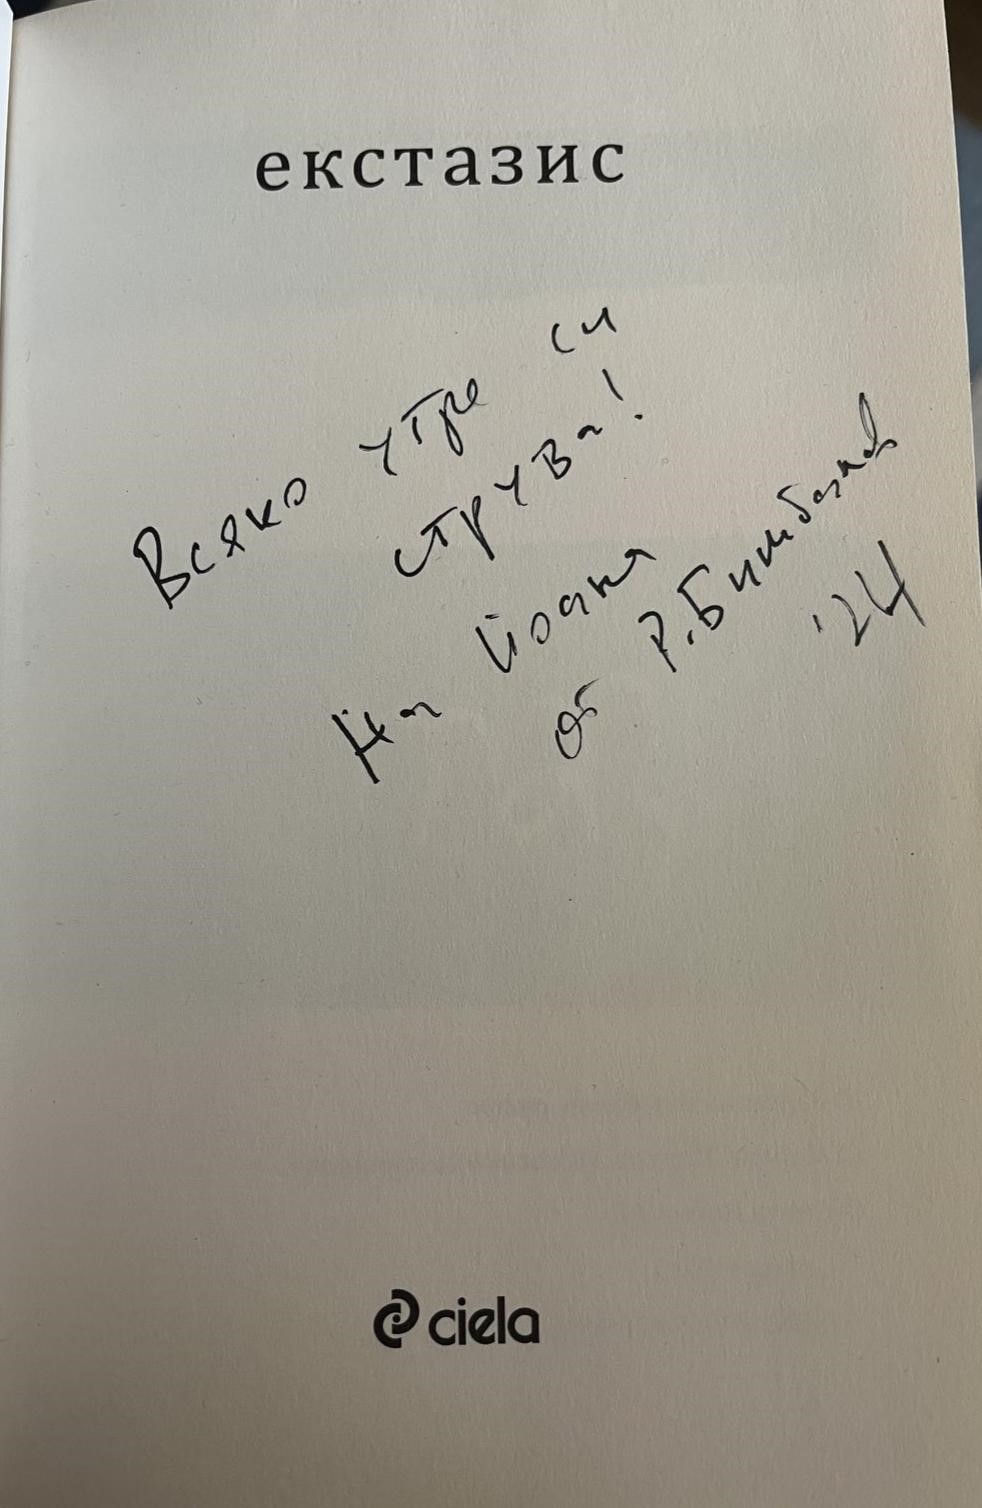 екстазис
Всяко утре си
струва!
На Йоана
от Р. Бимбалов
'24
ciela